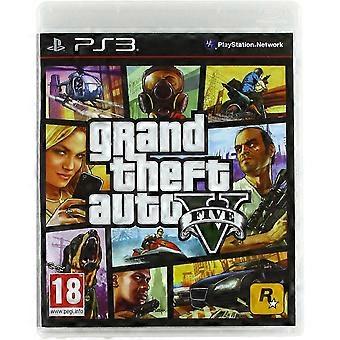 PS3
PlayStation Network
grand
theft
auto
V
FIVE
18
www.pegi.info
R